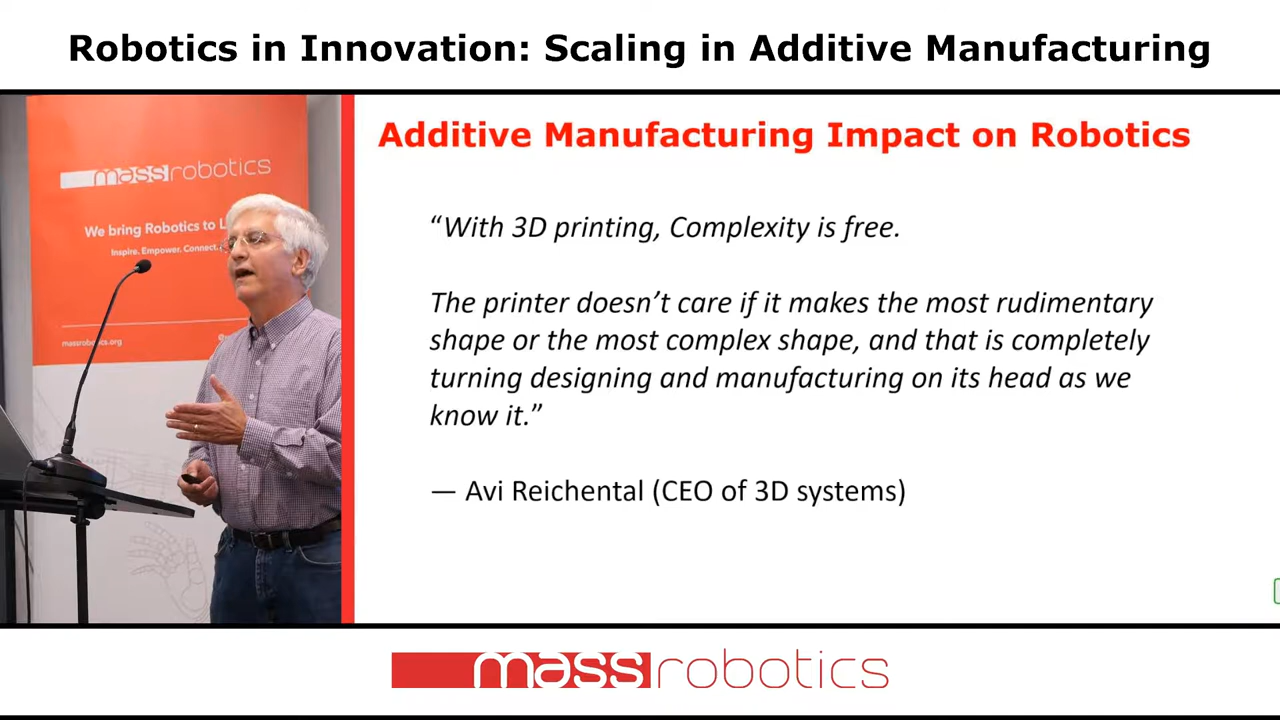 Robotics in Innovation: Scaling in Additive Manufacturing
massrobotics
We bring Robotics to
Inspire. Empower. Connect.
massrobotics.org
Additive Manufacturing Impact on Robotics
“With 3D printing, Complexity is free.
The printer doesn’t care if it makes the most rudimentary
shape or the most complex shape, and that is completely
turning designing and manufacturing on its head as we
know it.”
— Avi Reichental (CEO of 3D systems)
massrobotics